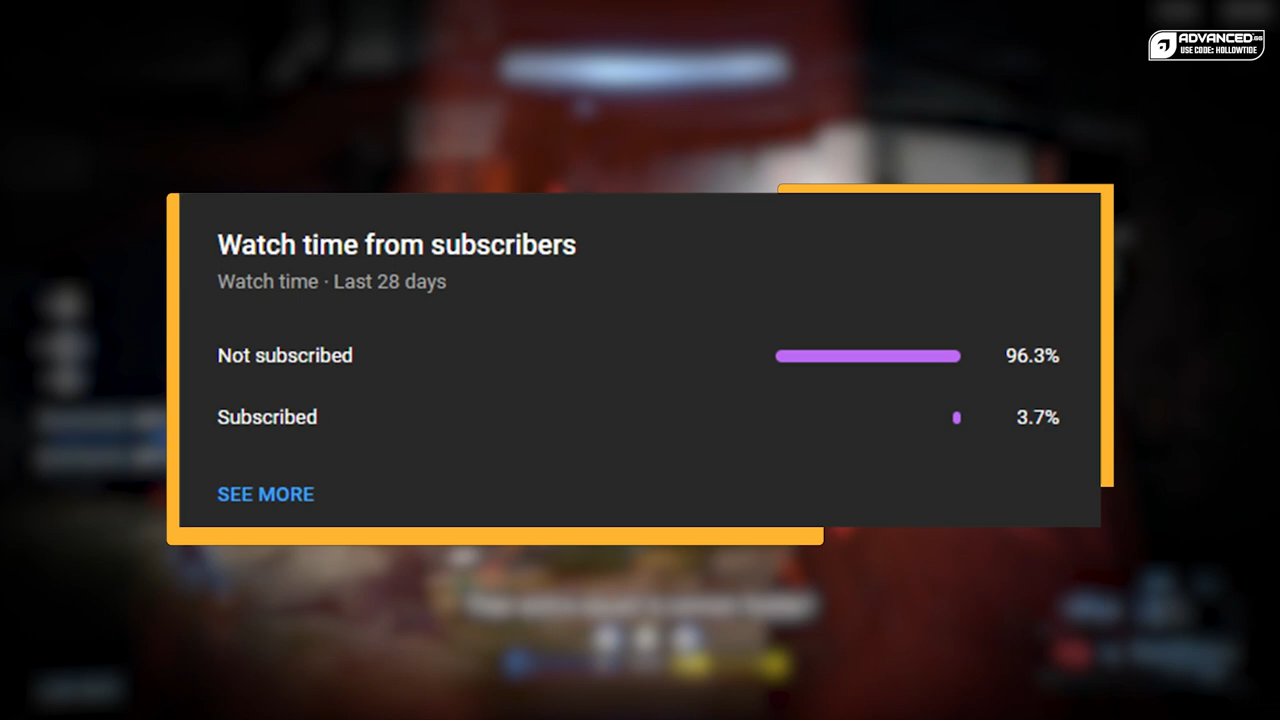 ADVANCED.GG
USE CODE: HOLLOWTIDE
Watch time from subscribers
Watch time · Last 28 days
Not subscribed 96.3%
Subscribed 3.7%
SEE MORE